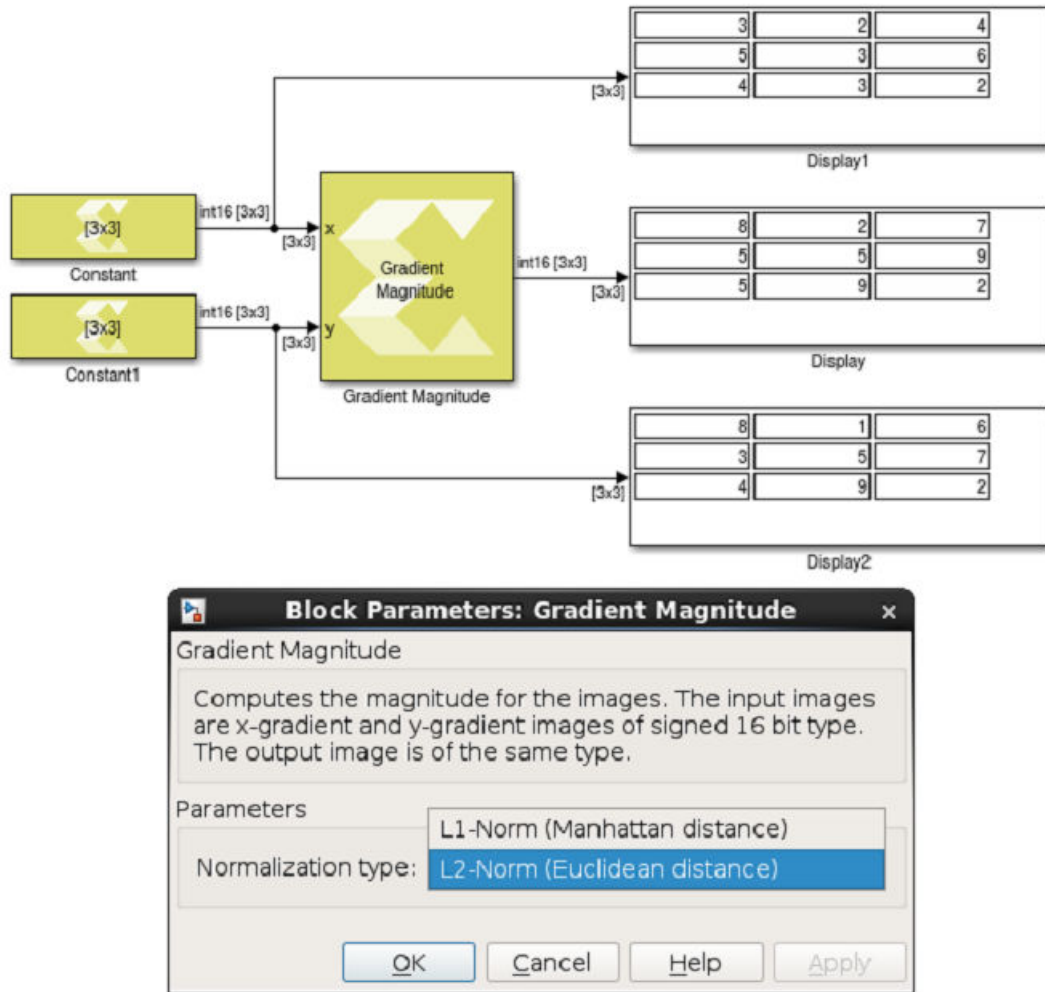 3 2 4
5 3 6
4 3 2
[3x3]
Display1
int16 [3x3]
[3x3]
[3x3]
Constant
x
Gradient
Magnitude
int16 [3x3]
[3x3]
8 2 7
5 5 9
5 9 2
Display
int16 [3x3]
[3x3]
[3x3]
Constant1
y
Gradient Magnitude
8 1 6
3 5 7
4 9 2
[3x3]
Display2
Block Parameters: Gradient Magnitude ×
Gradient Magnitude
Computes the magnitude for the images. The input images
are x-gradient and y-gradient images of signed 16 bit type.
The output image is of the same type.
Parameters
L1-Norm (Manhattan distance)
Normalization type: L2-Norm (Euclidean distance)
OK Cancel Help Apply